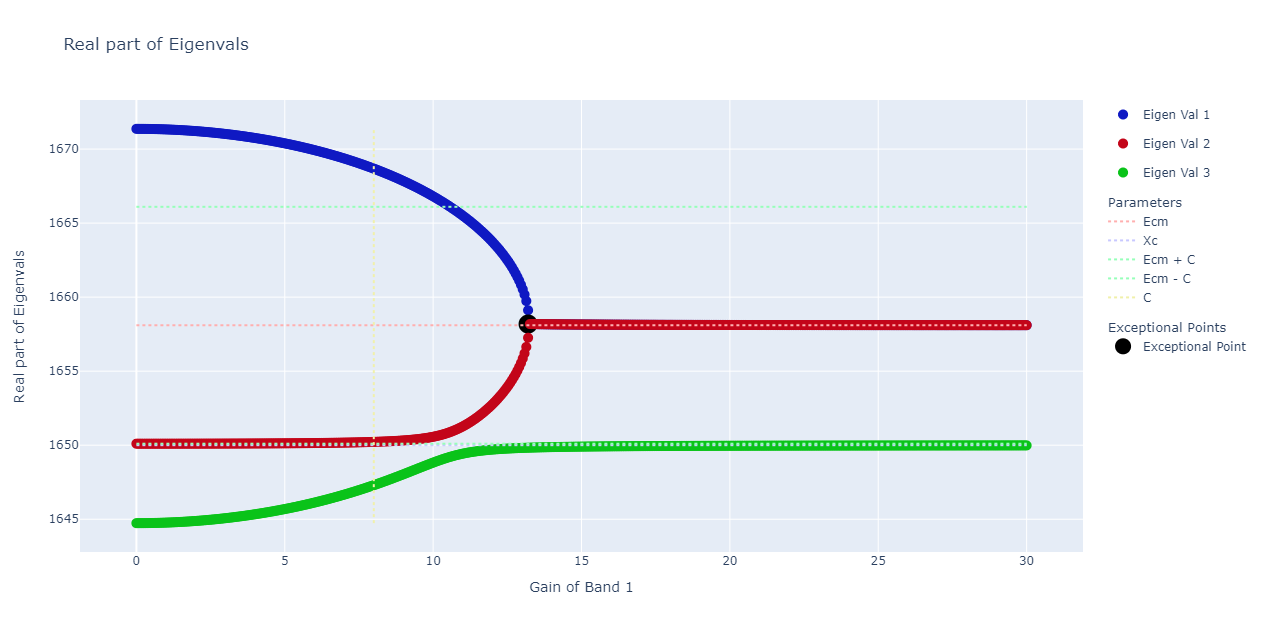 Real part of Eigenvals
Eigen Val 1
Eigen Val 2
Eigen Val 3
Parameters
Ecm
Xc
Ecm + C
Ecm - C
C
Exceptional Points
Exceptional Point
Real part of Eigenvals
1670
1665
1660
1655
1650
1645
0 5 10 15 20 25 30
Gain of Band 1